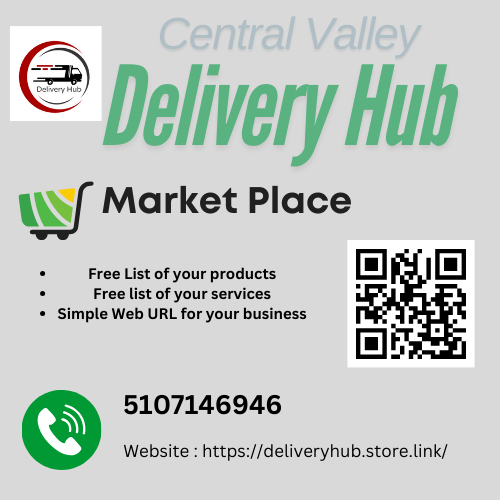 Central Valley
Delivery Hub
Delivery Hub
Market Place
• Free List of your products
• Free list of your services
• Simple Web URL for your business
5107146946
Website : https://deliveryhub.store.link/